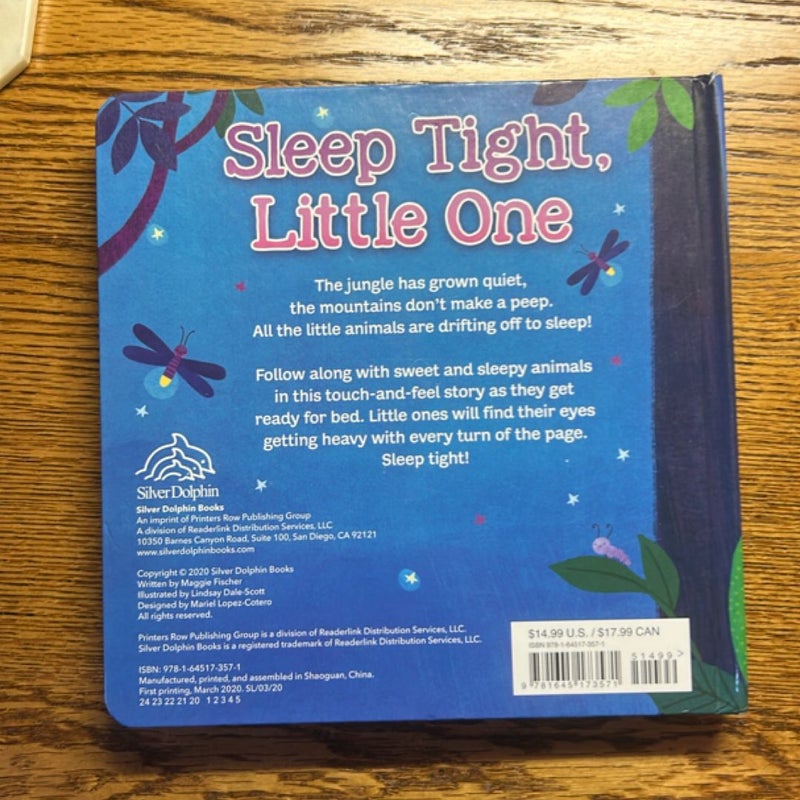 Sleep Tight,
Little One
The jungle has grown quiet,
the mountains don't make a peep.
All the little animals are drifting off to sleep!
Follow along with sweet and sleepy animals
in this touch-and-feel story as they get
ready for bed. Little ones will find their eyes
getting heavy with every turn of the page.
Sleep tight!
Silver Dolphin
Silver Dolphin Books
An imprint of Printers Row Publishing Group
A division of Readerlink Distribution Services, LLC
10350 Barnes Canyon Road, Suite 100, San Diego, CA 92121
www.silverdolphinbooks.com
Copyright © 2020 Silver Dolphin Books
Written by Maggie Fischer
Illustrated by Lindsay Dale-Scott
Designed by Mariel Lopez-Cotero
All rights reserved.
Printers Row Publishing Group is a division of Readerlink Distribution Services, LLC.
Silver Dolphin Books is a registered trademark of Readerlink Distribution Services, LLC.
ISBN: 978-1-64517-357-1
Manufactured, printed, and assembled in Shaoguan, China.
First printing, March 2020. SL/03/20
24 23 22 21 20 1 2 3 4 5
$14.99 U.S. / $17.99 CAN
ISBN 978-1-64517-357-1
51499>
9 781645 173571